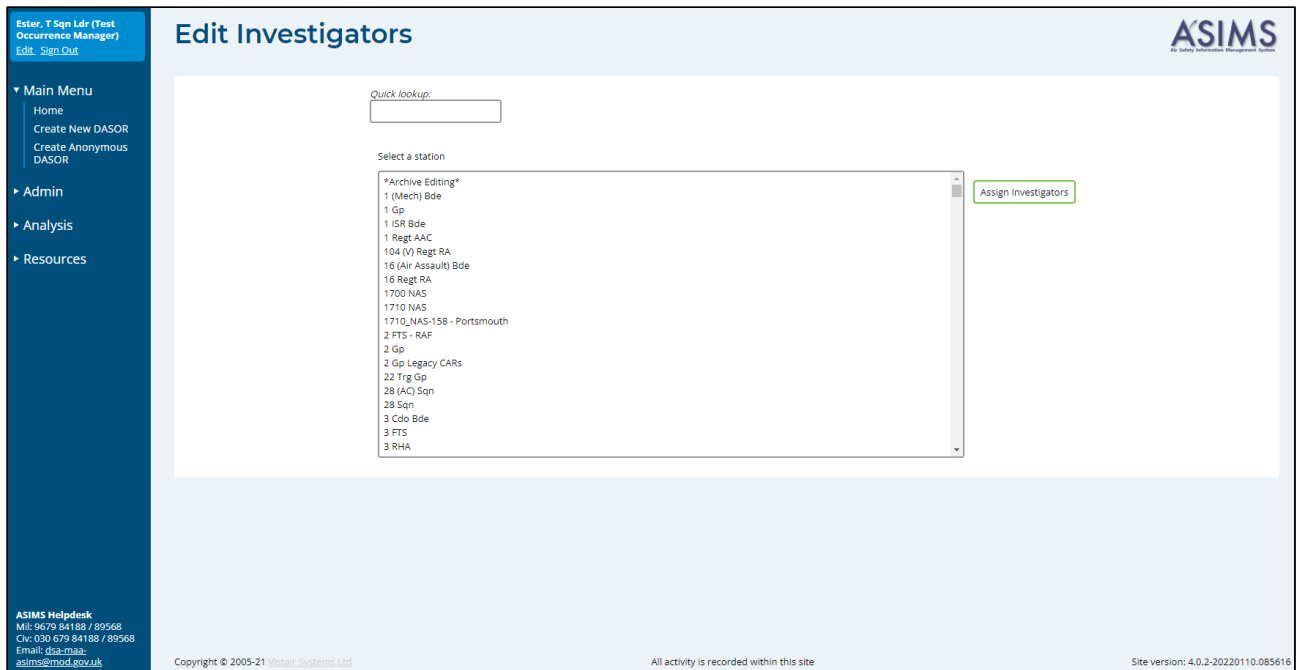 Ester, T Sqn Ldr (Test
Occurrence Manager)
Edit Sign Out
Main Menu
Home
Create New DASOR
Create Anonymous
DASOR
Admin
Analysis
Resources
ASIMS Helpdesk
Mil: 9679 84188 / 89568
Civ: 030 679 84188 / 89568
Email: dsa-maa-
asims@mod.gov.uk
Edit Investigators
ASIMS
Air Safety Information Management System
Quick lookup:
Select a station
*Archive Editing*
1 (Mech) Bde
1 Gp
1 ISR Bde
1 Regt AAC
104 (V) Regt RA
16 (Air Assault) Bde
16 Regt RA
1700 NAS
1710 NAS
1710_NAS-158 - Portsmouth
2 FTS - RAF
2 Gp
2 Gp Legacy CARs
22 Trg Gp
28 (AC) Sqn
28 Sqn
3 Cdo Bde
3 FTS
3 RHA
Assign Investigators
Copyright © 2005-21 Vistair Systems Ltd
All activity is recorded within this site
Site version: 4.0.2-20220110.085616